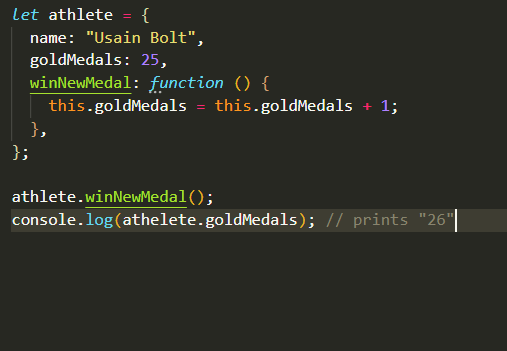 let athlete = {
  name: "Usain Bolt",
  goldMedals: 25,
  winNewMedal: function () {
    this.goldMedals = this.goldMedals + 1;
  },
};
athlete.winNewMedal();
console.log(athelete.goldMedals); // prints "26"